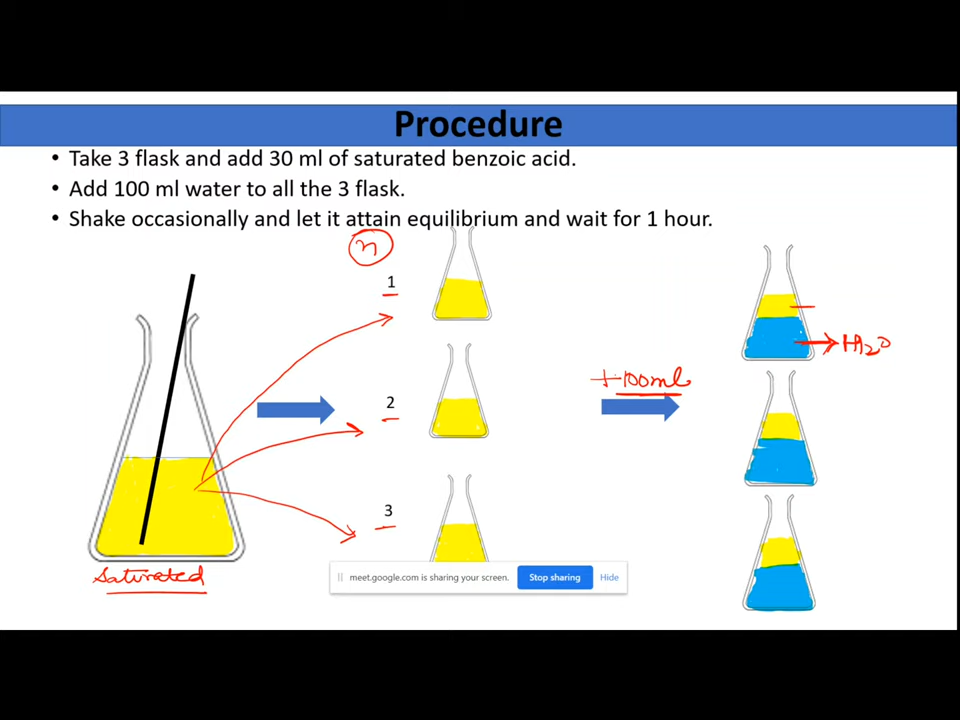 Procedure
• Take 3 flask and add 30 ml of saturated benzoic acid.
• Add 100 ml water to all the 3 flask.
• Shake occasionally and let it attain equilibrium and wait for 1 hour.
1
2
3
+100ml
H₂O
Saturated
meet.google.com is sharing your screen.
Stop sharing
Hide